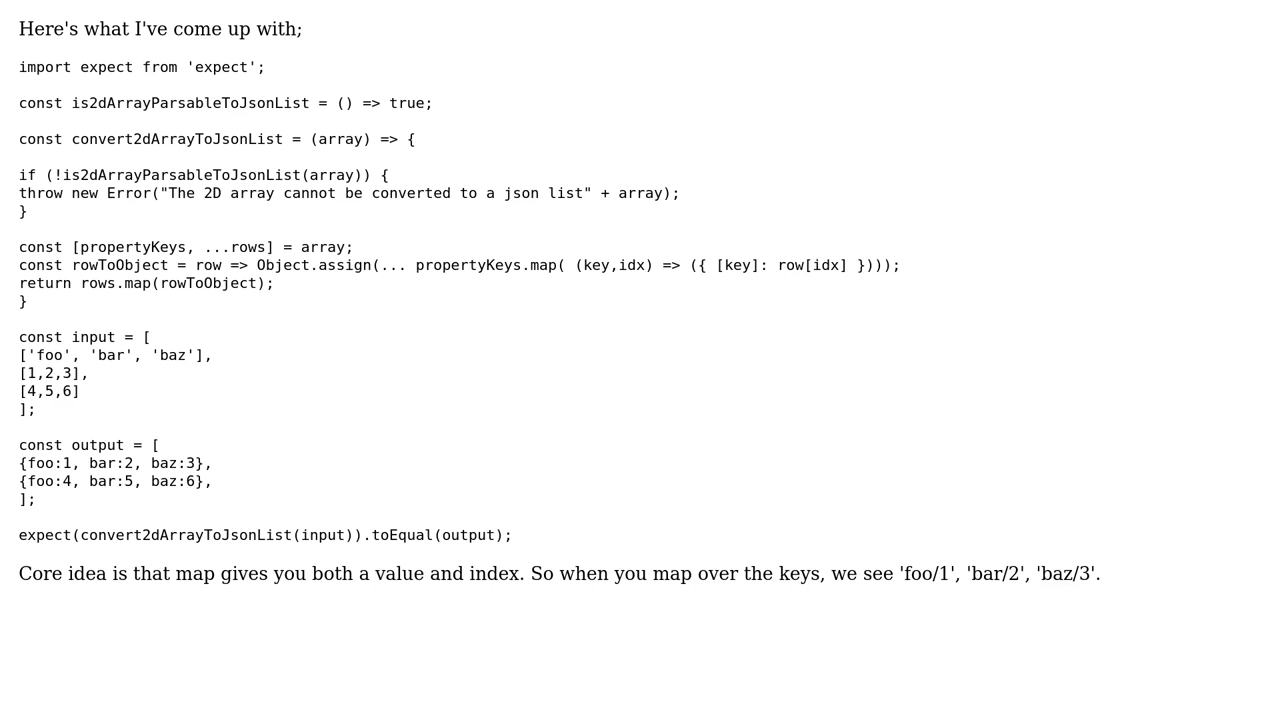 Here's what I've come up with;
import expect from 'expect';
const is2dArrayParsableToJsonList = () => true;
const convert2dArrayToJsonList = (array) => {
if (!is2dArrayParsableToJsonList(array)) {
throw new Error("The 2D array cannot be converted to a json list" + array);
}
const [propertyKeys, ...rows] = array;
const rowToObject = row => Object.assign(... propertyKeys.map( (key,idx) => ({ [key]: row[idx] })));
return rows.map(rowToObject);
}
const input = [
['foo', 'bar', 'baz'],
[1,2,3],
[4,5,6]
];
const output = [
{foo:1, bar:2, baz:3},
{foo:4, bar:5, baz:6},
];
expect(convert2dArrayToJsonList(input)).toEqual(output);
Core idea is that map gives you both a value and index. So when you map over the keys, we see 'foo/1', 'bar/2', 'baz/3'.